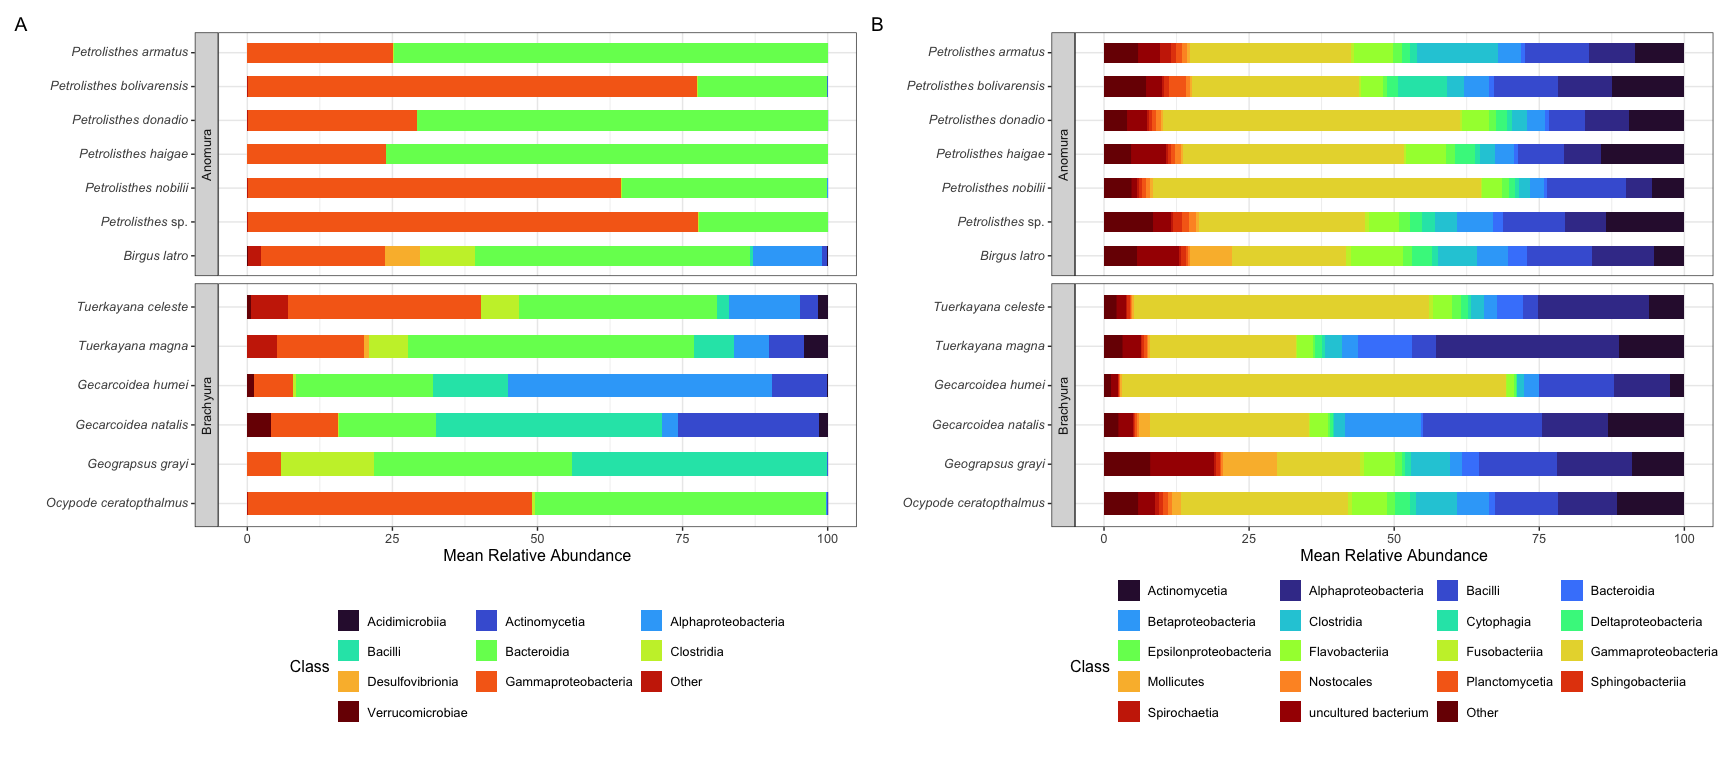 A
Petrolisthes armatus
Petrolisthes bolivarensis
Petrolisthes donadio
Petrolisthes haigae
Petrolisthes nobilii
Petrolisthes sp.
Birgus latro
Anomura
Tuerkayana celeste
Tuerkayana magna
Gecarcoidea humei
Gecarcoidea natalis
Geograpsus grayi
Ocypode ceratopthalmus
Brachyura
0 25 50 75 100
Mean Relative Abundance
Class
Acidimicrobiia Actinomycetia Alphaproteobacteria
Bacilli Bacteroidia Clostridia
Desulfovibrionia Gammaproteobacteria Other
Verrucomicrobiae
B
Petrolisthes armatus
Petrolisthes bolivarensis
Petrolisthes donadio
Petrolisthes haigae
Petrolisthes nobilii
Petrolisthes sp.
Birgus latro
Anomura
Tuerkayana celeste
Tuerkayana magna
Gecarcoidea humei
Gecarcoidea natalis
Geograpsus grayi
Ocypode ceratopthalmus
Brachyura
0 25 50 75 100
Mean Relative Abundance
Class
Actinomycetia Alphaproteobacteria Bacilli Bacteroidia
Betaproteobacteria Clostridia Cytophagia Deltaproteobacteria
Epsilonproteobacteria Flavobacteriia Fusobacteriia Gammaproteobacteria
Mollicutes Nostocales Planctomycetia Sphingobacteriia
Spirochaetia uncultured bacterium Other